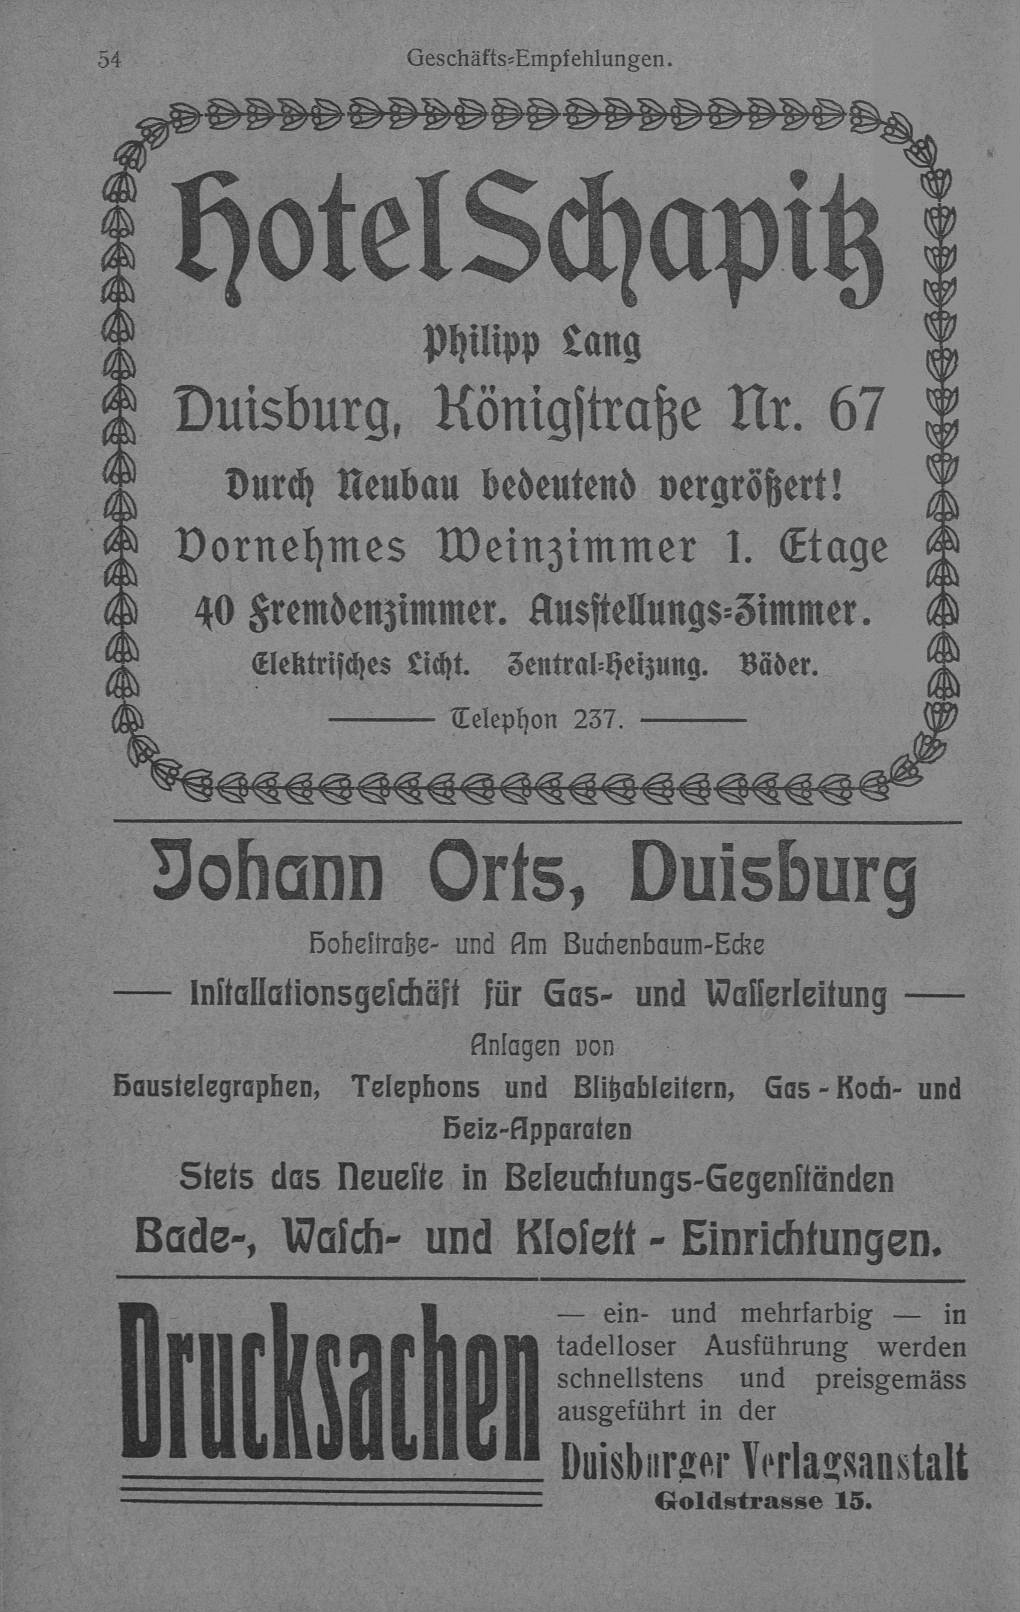 54
Geschäfts-Empfehlungen.
Hotel Schapitz
Philipp Lang
Duisburg, Königstraße Nr. 67
Durch Neubau bedeutend vergrößert!
Vornehmes Weinzimmer 1. Etage
40 Fremdenzimmer. Ausstellungs-Zimmer.
Elektrisches Licht. Zentral-Heizung. Bäder.
Telephon 237.
Johann Orts, Duisburg
Hohestraße- und Am Buchenbaum-Ecke
Installationsgeschäft für Gas- und Wasserleitung
Anlagen von
Haustelegraphen, Telephons und Blitzableitern, Gas-Koch- und
Heiz-Apparaten
Stets das Neueste in Beleuchtungs-Gegenständen
Bade-, Wasch- und Klosett-Einrichtungen.
Drucksachen
— ein- und mehrfarbig — in
tadelloser Ausführung werden
schnellstens und preisgemäss
ausgeführt in der
Duisburger Verlagsanstalt
Goldstrasse 15.